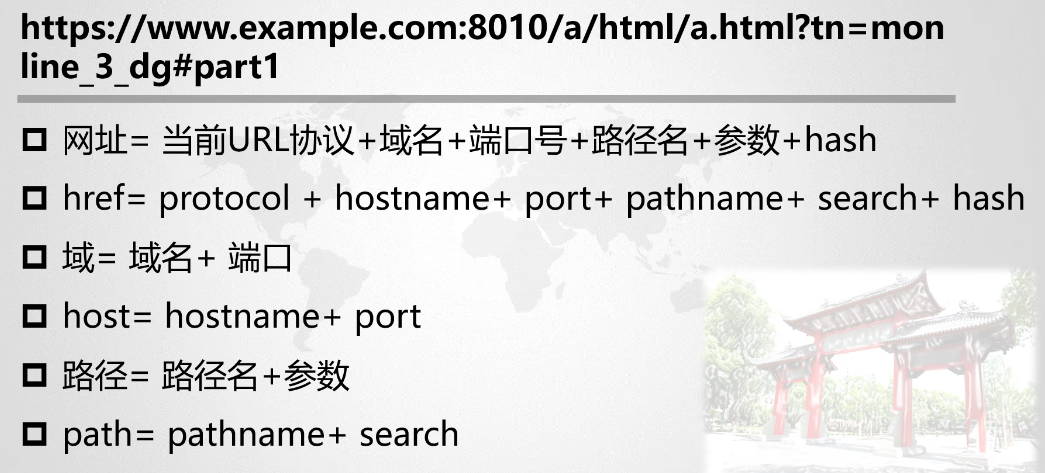 https://www.example.com:8010/a/html/a.html?tn=mon
line_3_dg#part1
网址= 当前URL协议+域名+端口号+路径名+参数+hash
href= protocol + hostname+ port+ pathname+ search+ hash
域= 域名+ 端口
host= hostname+ port
路径= 路径名+参数
path= pathname+ search